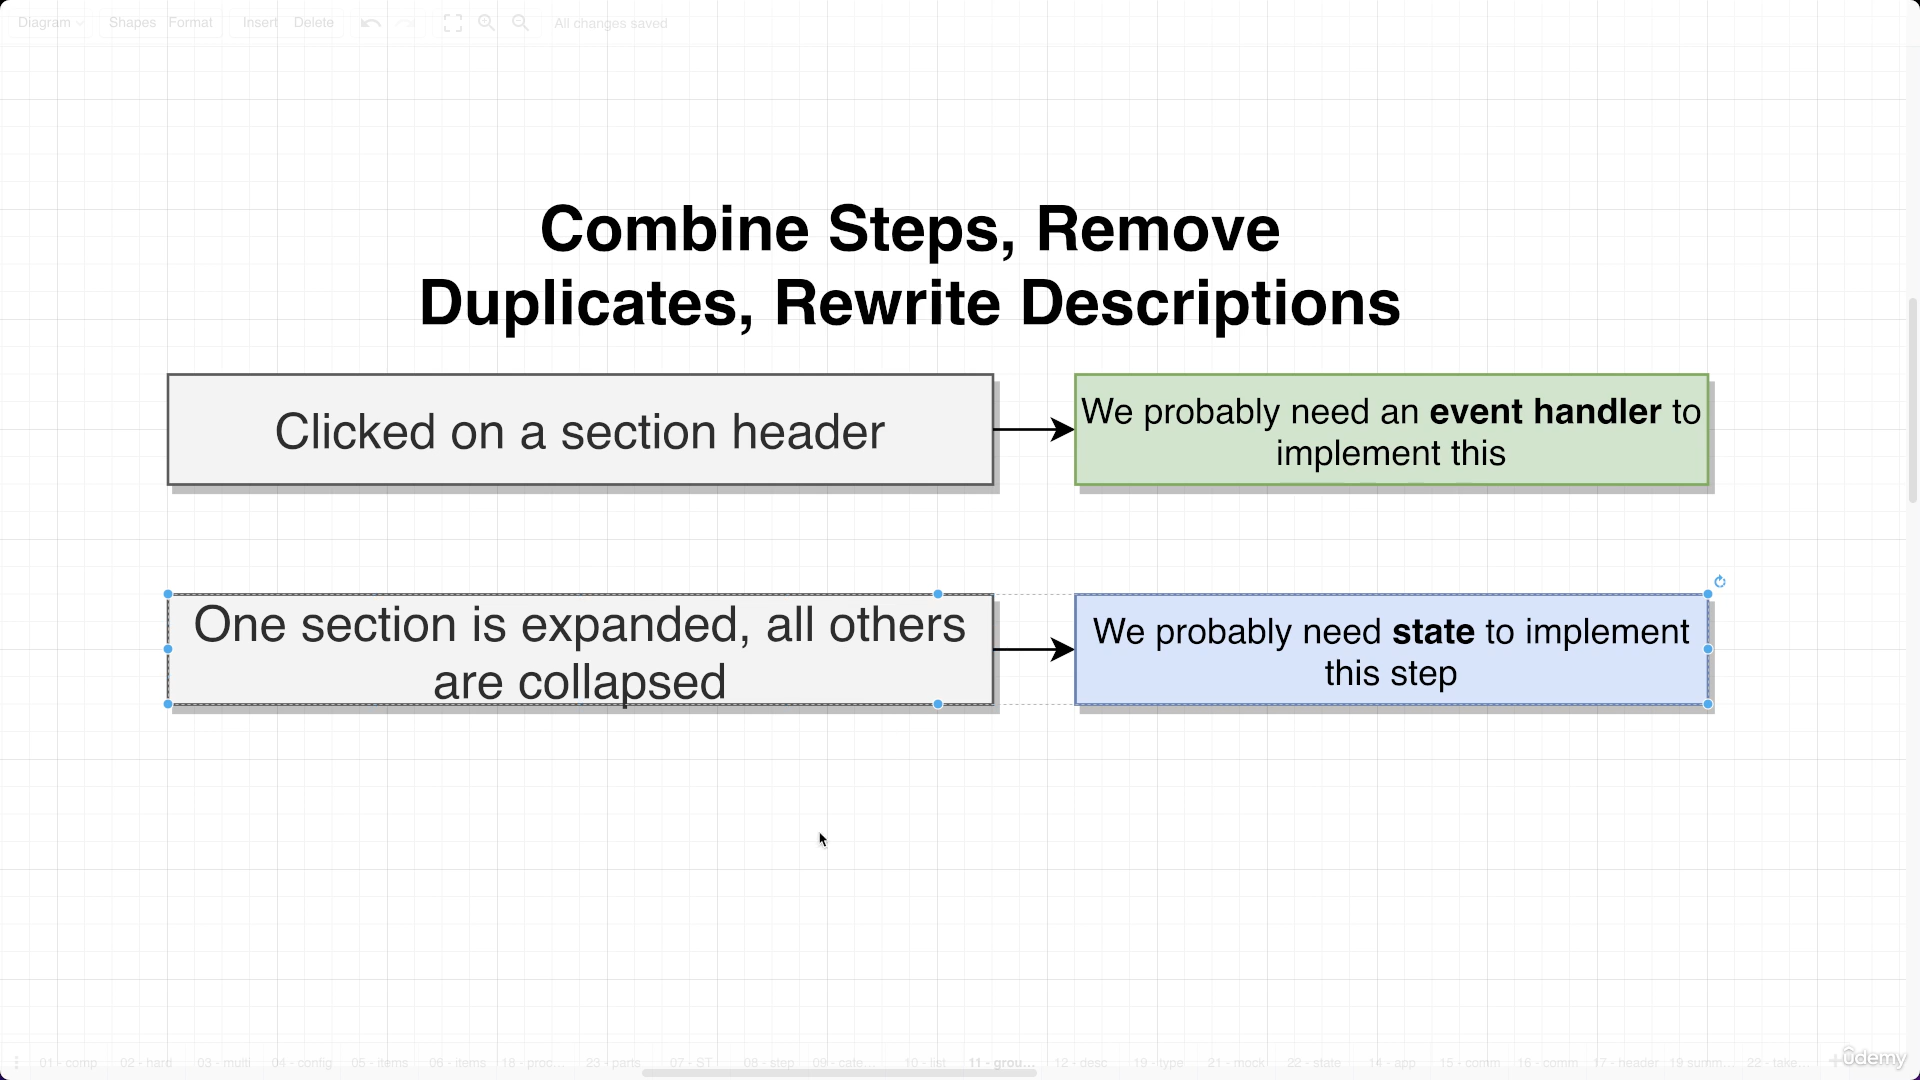 Diagram Shapes Format Insert Delete All changes saved
Combine Steps, Remove
Duplicates, Rewrite Descriptions
Clicked on a section header
We probably need an event handler to
implement this
One section is expanded, all others
are collapsed
We probably need state to implement
this step
01 - comp 02 - hard 03 - multi 04 - config 05 - items 06 - items 18 - proc... 23 - parts 07 - ST 08 - step 09 - cate... 10 - list 11 - grou... 12 - desc 19 - type 21 - mock 22 - state 14 - app 15 - comm 16 - comm 17 - header 19 summ... 22 - take...
ûdemy